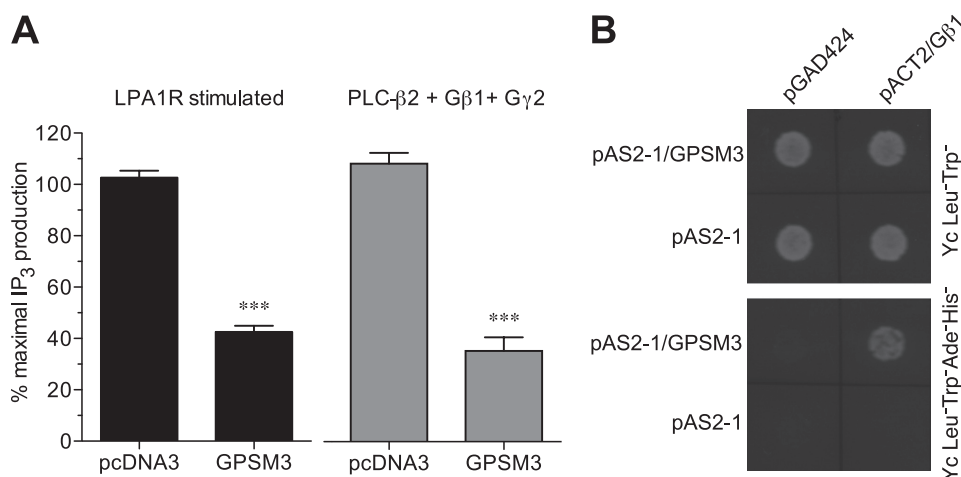 A
LPA1R stimulated
PLC-β2 + Gβ1+ Gγ2
% maximal IP3 production
120
100
80
60
40
20
0
***
***
pcDNA3
GPSM3
pcDNA3
GPSM3
B
pGAD424
pACT2/Gβ1
pAS2-1/GPSM3
pAS2-1
Yc Leu-Trp-
pAS2-1/GPSM3
pAS2-1
Yc Leu-Trp-Ade-His-